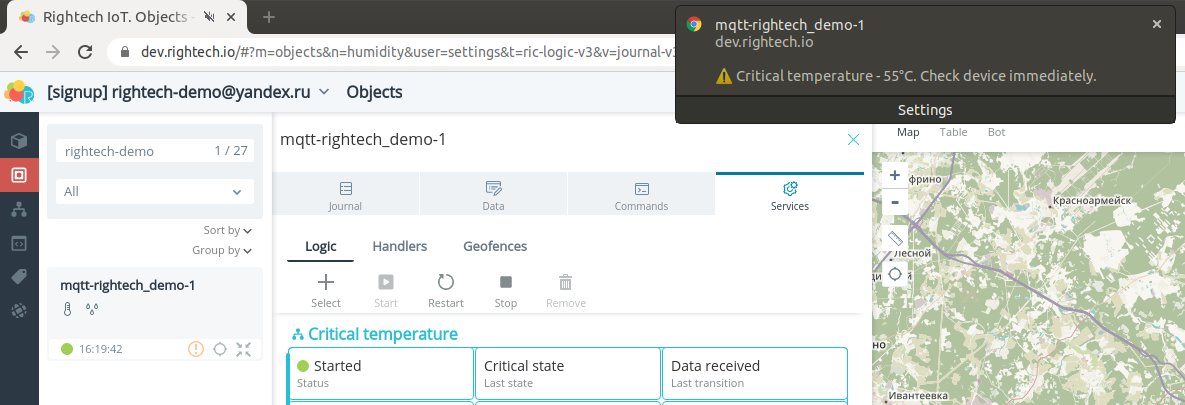 Rightech IoT. Objects -
mqtt-rightech_demo-1
dev.rightech.io
Critical temperature - 55°C. Check device immediately.
Settings
dev.rightech.io/#?m=objects&n=humidity&user=settings&t=ric-logic-v3&v=journal-v3
[signup] rightech-demo@yandex.ru
Objects
rightech-demo 1 / 27
All
Sort by
Group by
mqtt-rightech_demo-1
16:19:42
mqtt-rightech_demo-1
Journal
Data
Commands
Services
Logic
Handlers
Geofences
Select
Start
Restart
Stop
Remove
Critical temperature
Started
Status
Critical state
Last state
Data received
Last transition
Map
Table
Bot
+
-
Красноармейск
Ивантеевка